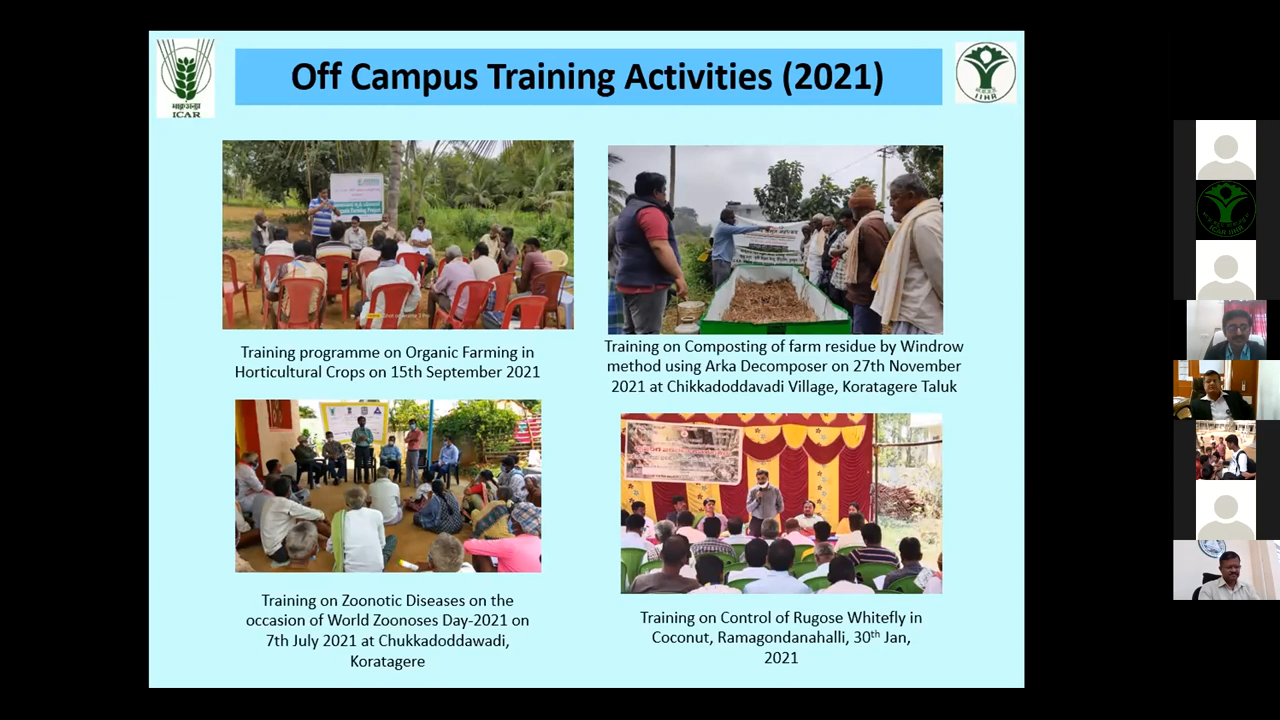 Off Campus Training Activities (2021)
ICAR
IIHR
Training programme on Organic Farming in
Horticultural Crops on 15th September 2021
Training on Composting of farm residue by Windrow
method using Arka Decomposer on 27th November
2021 at Chikkadoddavadi Village, Koratagere Taluk
Training on Zoonotic Diseases on the
occasion of World Zoonoses Day-2021 on
7th July 2021 at Chukkadoddawadi,
Koratagere
Training on Control of Rugose Whitefly in
Coconut, Ramagondanahalli, 30th Jan,
2021
ICAR-IIHR